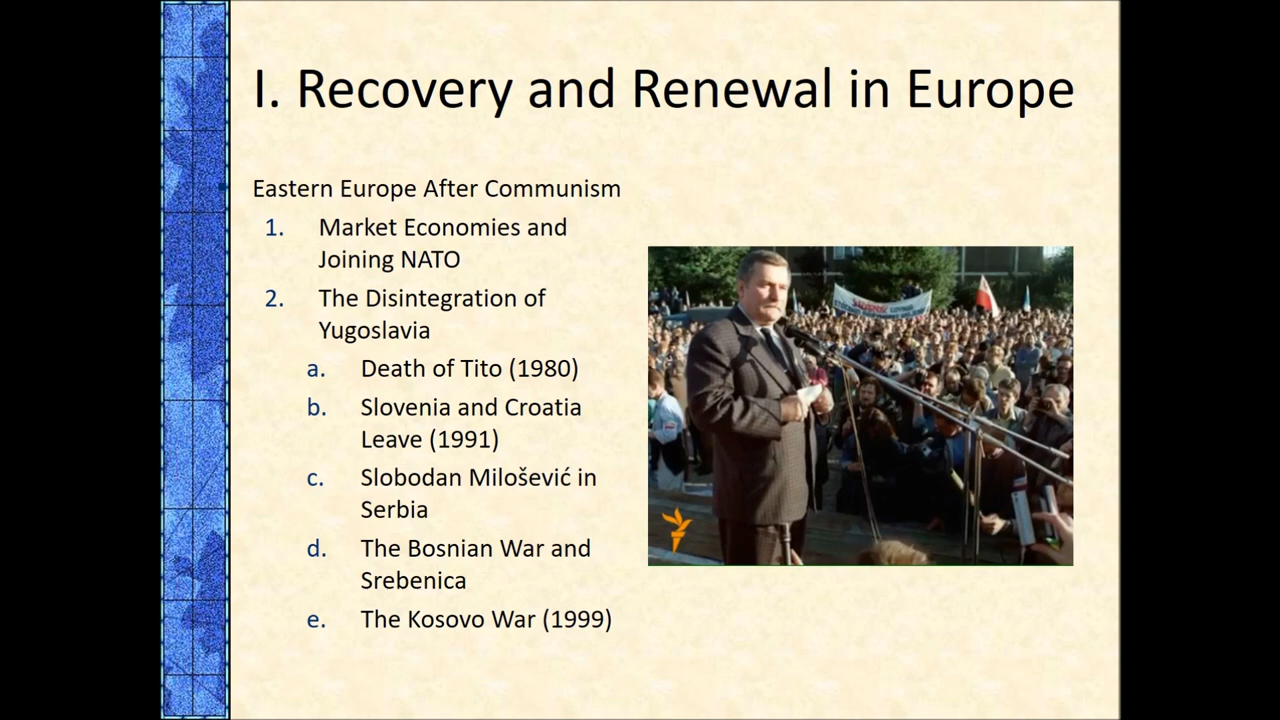 I. Recovery and Renewal in Europe
Eastern Europe After Communism
1. Market Economies and
Joining NATO
2. The Disintegration of
Yugoslavia
a. Death of Tito (1980)
b. Slovenia and Croatia
Leave (1991)
c. Slobodan Milošević in
Serbia
d. The Bosnian War and
Srebenica
e. The Kosovo War (1999)